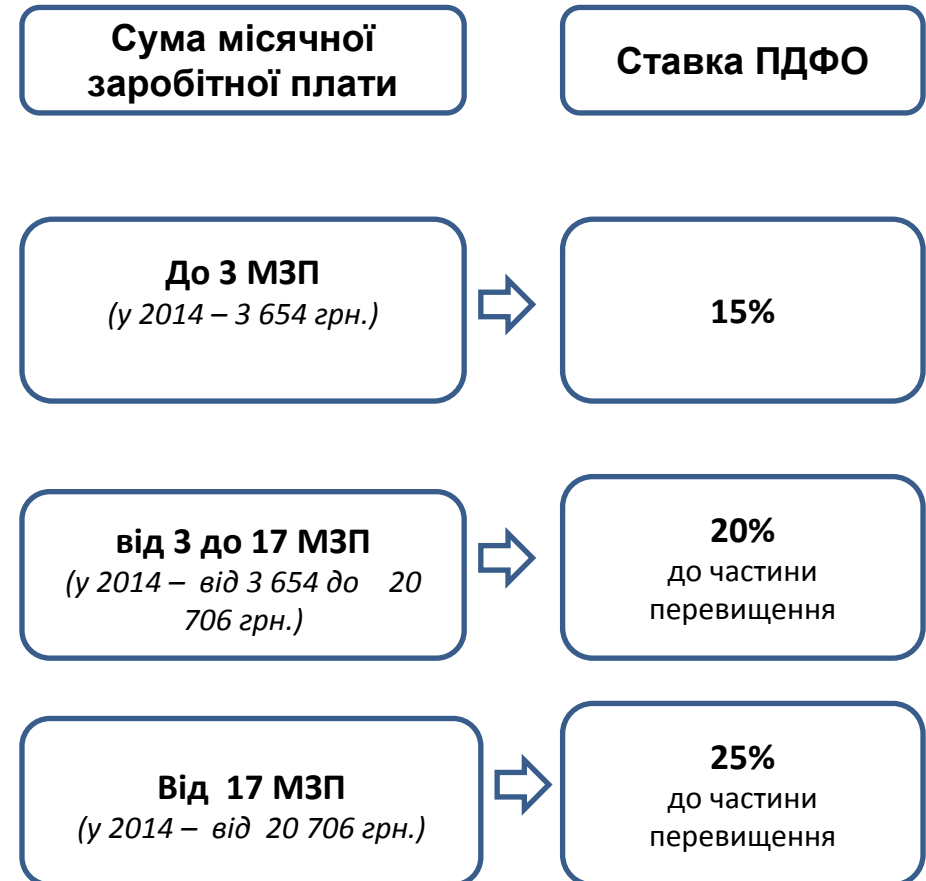 Сума місячної
заробітної плати
Ставка ПДФО
До 3 МЗП
(у 2014 – 3 654 грн.)
15%
від 3 до 17 МЗП
(у 2014 – від 3 654 до 20
706 грн.)
20%
до частини
перевищення
Від 17 МЗП
(у 2014 – від 20 706 грн.)
25%
до частини
перевищення